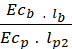 Ec_b . l_b
Ec_p . l_p2